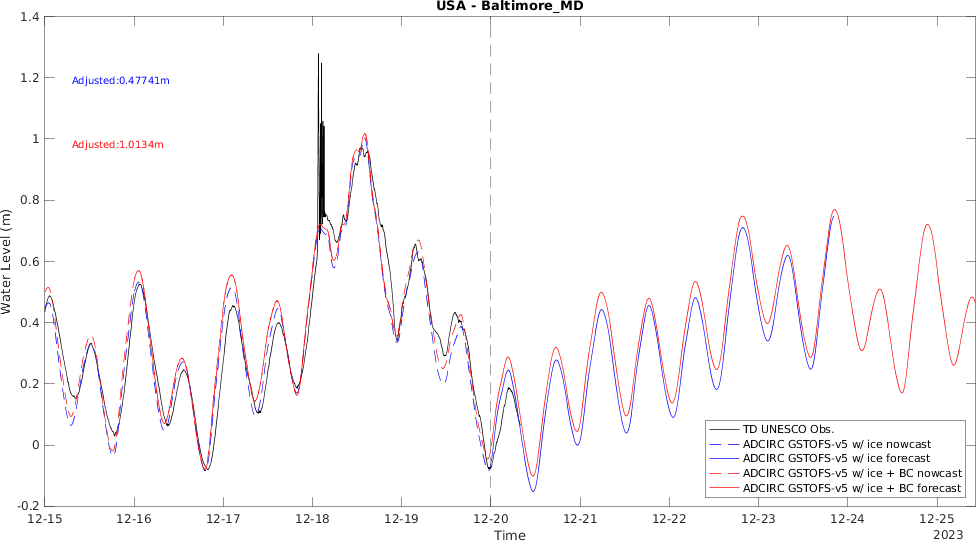 USA - Baltimore_MD
1.4
1.2
1
0.8
0.6
0.4
0.2
0
-0.2
Water Level (m)
Adjusted:0.47741m
Adjusted:1.0134m
TD UNESCO Obs.
ADCIRC GSTOFS-v5 w/ ice nowcast
ADCIRC GSTOFS-v5 w/ ice forecast
ADCIRC GSTOFS-v5 w/ ice + BC nowcast
ADCIRC GSTOFS-v5 w/ ice + BC forecast
12-15 12-16 12-17 12-18 12-19 12-20 12-21 12-22 12-23 12-24 12-25
Time
2023